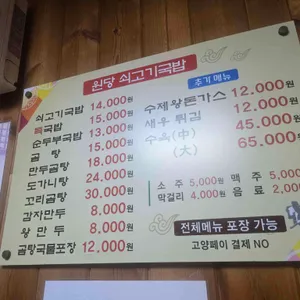 원당 쇠고기국밥
쇠고기국밥 14,000원
특국밥 15,000원
순두부국밥 13,000원
곰 탕 15,000원
만두곰탕 18,000원
도가니탕 24,000원
꼬리곰탕 30,000원
감자만두 8,000원
왕 만 두 8,000원
곰탕국물포장 12,000원
추가메뉴
수제왕돈가스 12,000원
새우 튀김 12,000원
수육(中) 45,000원
(大) 65,000원
소 주 5,000원 맥 주 5,000원
막걸리 4,000원 음 료 2,000
전체메뉴 포장 가능
고양페이 결제 NO